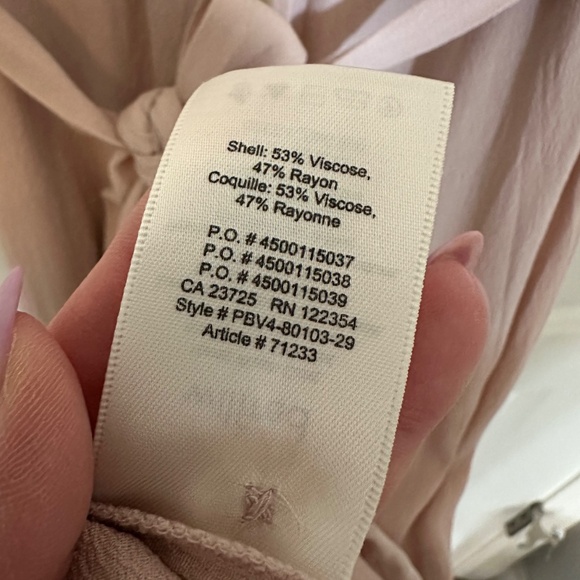 Shell: 53% Viscose,
47% Rayon
Coquille: 53% Viscose,
47% Rayonne
P.O. # 4500115037
P.O. # 4500115038
P.O. # 4500115039
CA 23725 RN 122354
Style # PBV4-80103-29
Article # 71233